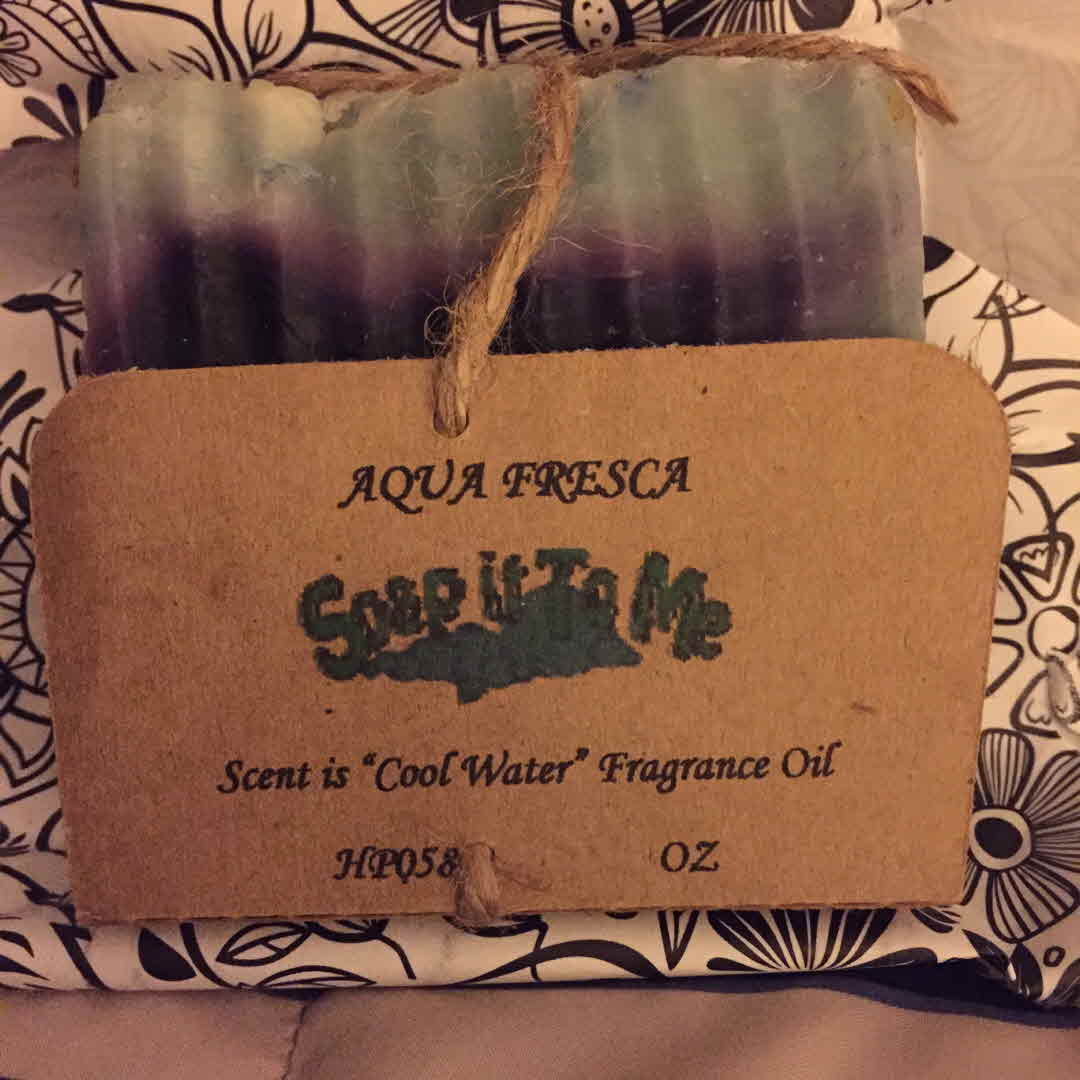 AQUA FRESCA
Soap it To Me
Scent is “Cool Water” Fragrance Oil
HP058 OZ